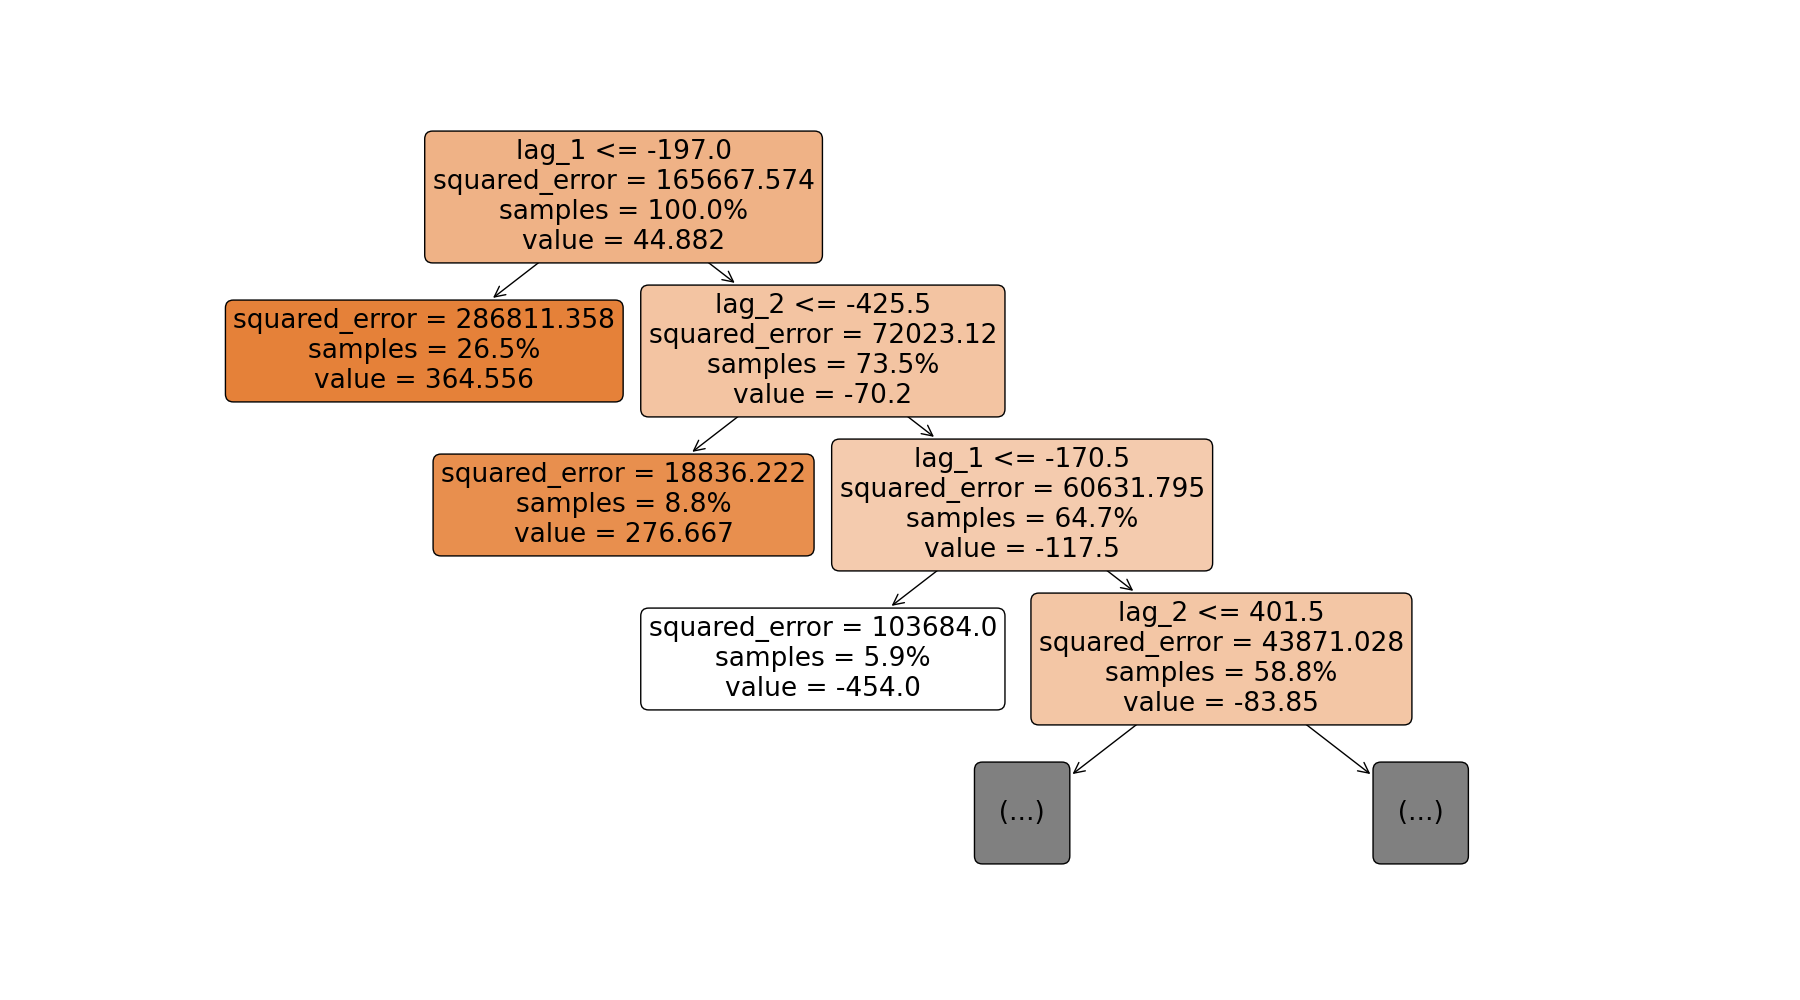 lag_1 <= -197.0
squared_error = 165667.574
samples = 100.0%
value = 44.882
squared_error = 286811.358
samples = 26.5%
value = 364.556
lag_2 <= -425.5
squared_error = 72023.12
samples = 73.5%
value = -70.2
squared_error = 18836.222
samples = 8.8%
value = 276.667
lag_1 <= -170.5
squared_error = 60631.795
samples = 64.7%
value = -117.5
squared_error = 103684.0
samples = 5.9%
value = -454.0
lag_2 <= 401.5
squared_error = 43871.028
samples = 58.8%
value = -83.85
(...)
(...)